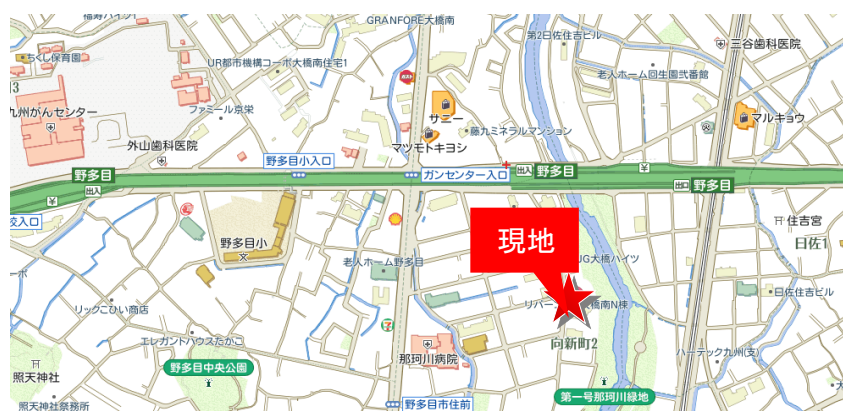 GRANFORE大橋南
第2日佐住吉ビル
ちくし保育園
UR都市機構コーポ大橋南住宅1
三谷歯科医院
老人ホーム回生園弐番館
13
九州がんセンター
ファミール京栄
サニー
マルキョウ
外山歯科医院
藤九ミネラルマンション
マツモトキヨシ
野多目小入口
野多目
ガンセンター入口
出入
野多目
出入
出口
野多目
校入口
野多目小
現地
住吉宮
日佐1
老人ホーム野多目
UG大橋ハイツ
日佐住吉ビル
リックこひい商店
リバー
大橋南N棟
エレガントハウスたかこ
那珂川病院
向新町2
ハーテック九州(支)
照天神社
野多目中央公園
第一号那珂川緑地
照天神社祭務所
野多目市住前